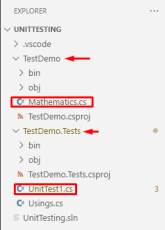 EXPLORER
UNITTESTING
.vscode
TestDemo
bin
obj
Mathematics.cs
TestDemo.csproj
TestDemo.Tests
bin
obj
TestDemo.Tests.csproj
UnitTest1.cs 3
Usings.cs
UnitTesting.sln